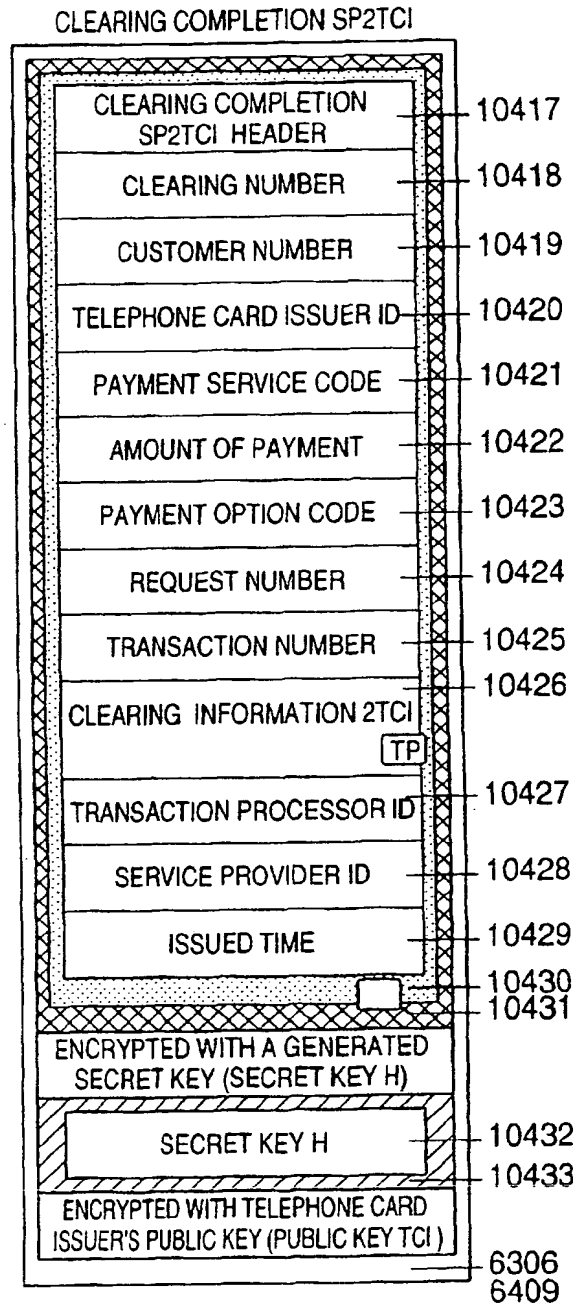 CLEARING COMPLETION SP2TCI
CLEARING COMPLETION
SP2TCI HEADER
10417
CLEARING NUMBER
10418
CUSTOMER NUMBER
10419
TELEPHONE CARD ISSUER ID
10420
PAYMENT SERVICE CODE
10421
AMOUNT OF PAYMENT
10422
PAYMENT OPTION CODE
10423
REQUEST NUMBER
10424
TRANSACTION NUMBER
10425
10426
CLEARING INFORMATION 2TCI
TP
10427
TRANSACTION PROCESSOR ID
SERVICE PROVIDER ID
10428
ISSUED TIME
10429
10430
10431
ENCRYPTED WITH A GENERATED
SECRET KEY (SECRET KEY H)
SECRET KEY H
10432
10433
ENCRYPTED WITH TELEPHONE CARD
ISSUER'S PUBLIC KEY (PUBLIC KEY TCI )
6306
6409